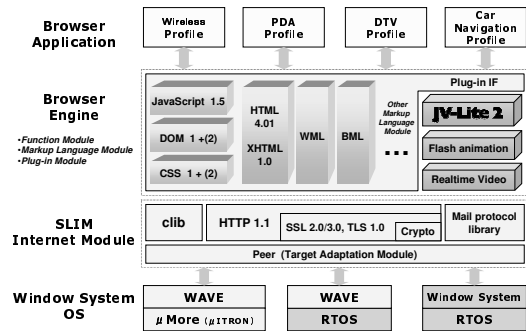 Browser
Application
Wireless
Profile
PDA
Profile
DTV
Profile
Car
Navigation
Profile
Browser
Engine
•Function Module
•Markup Language Module
•Plug-in Module
JavaScript 1.5
DOM 1 +(2)
CSS 1 + (2)
HTML
4.01
XHTML
1.0
WML
BML
Other
Markup
Language
Module
...
Plug-in IF
JV-Lite 2
Flash animation
Realtime Video
SLIM
Internet Module
clib
HTTP 1.1
SSL 2.0/3.0, TLS 1.0
Crypto
Mail protocol
library
Peer (Target Adaptation Module)
Window System
OS
WAVE
μ More (μITRON)
WAVE
RTOS
Window System
RTOS